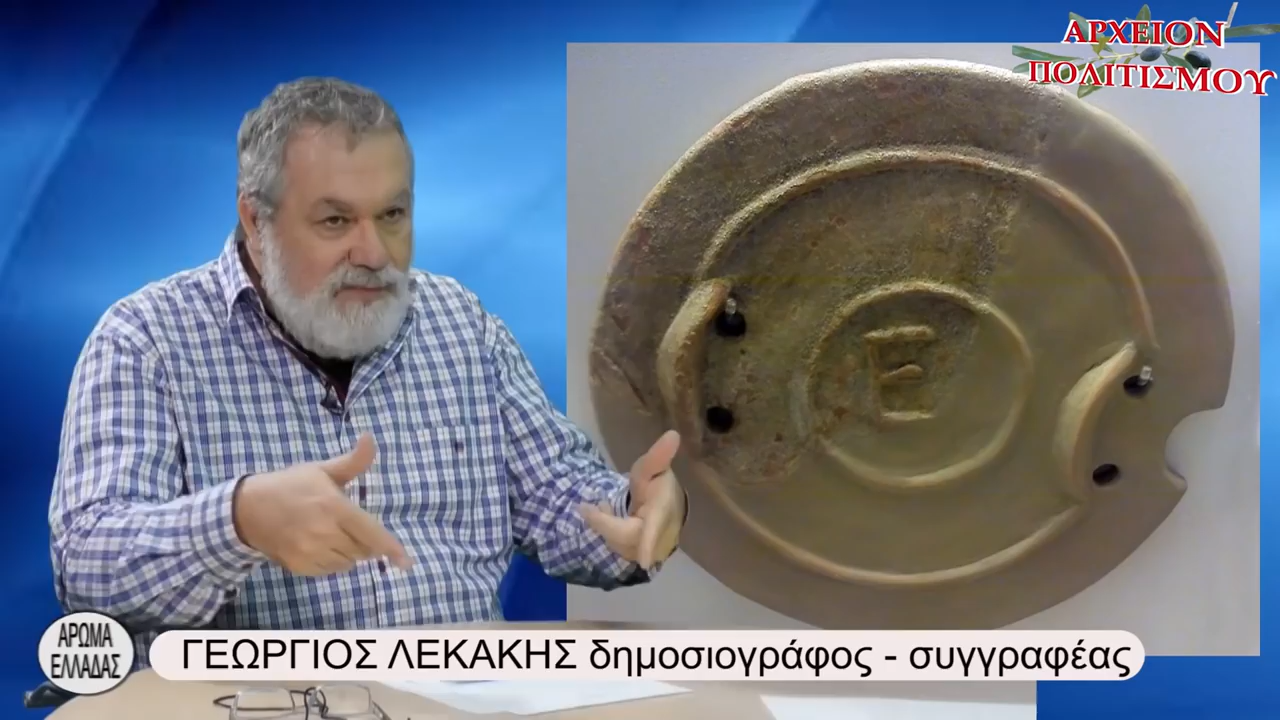 ΑΡΧΕΙΟΝ
ΠΟΛΙΤΙΣΜΟΥ
Ε
ΑΡΩΜΑ
ΕΛΛΑΔΑΣ
ΓΕΩΡΓΙΟΣ ΛΕΚΑΚΗΣ δημοσιογράφος - συγγραφέας